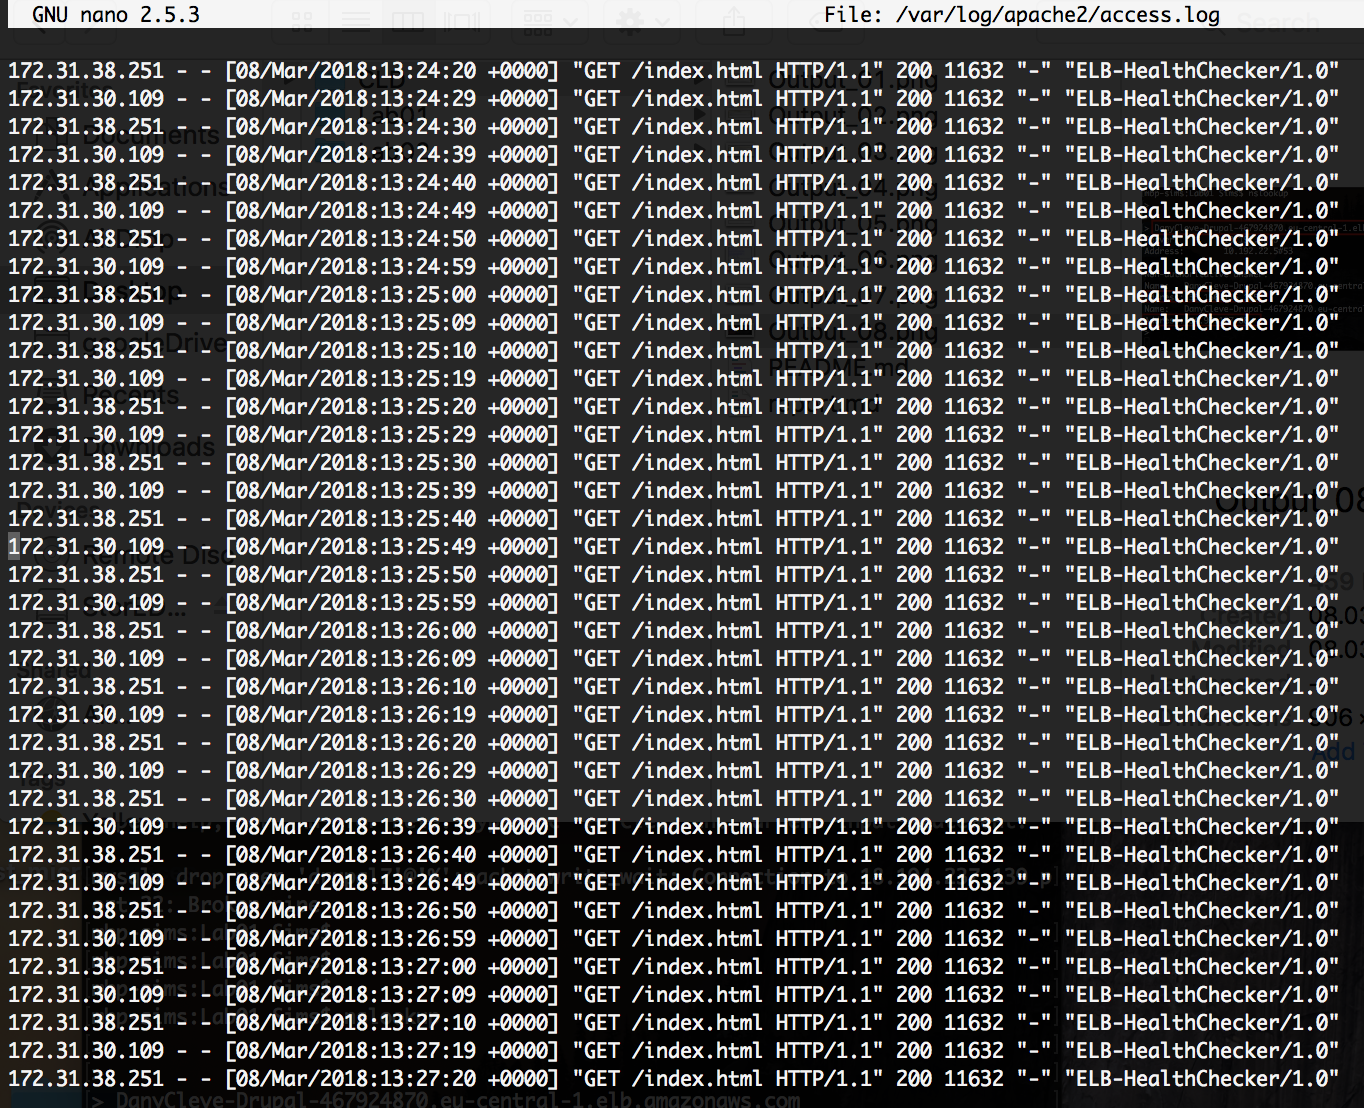 GNU nano 2.5.3 File: /var/log/apache2/access.log
Search
172.31.38.251 - - [08/Mar/2018:13:24:20 +0000] "GET /index.html HTTP/1.1" 200 11632 "-" "ELB-HealthChecker/1.0"
172.31.30.109 - - [08/Mar/2018:13:24:29 +0000] "GET /index.html HTTP/1.1" 200 11632 "-" "ELB-HealthChecker/1.0"
172.31.38.251 - - [08/Mar/2018:13:24:30 +0000] "GET /index.html HTTP/1.1" 200 11632 "-" "ELB-HealthChecker/1.0"
172.31.30.109 - - [08/Mar/2018:13:24:39 +0000] "GET /index.html HTTP/1.1" 200 11632 "-" "ELB-HealthChecker/1.0"
172.31.38.251 - - [08/Mar/2018:13:24:40 +0000] "GET /index.html HTTP/1.1" 200 11632 "-" "ELB-HealthChecker/1.0"
172.31.30.109 - - [08/Mar/2018:13:24:49 +0000] "GET /index.html HTTP/1.1" 200 11632 "-" "ELB-HealthChecker/1.0"
172.31.38.251 - - [08/Mar/2018:13:24:50 +0000] "GET /index.html HTTP/1.1" 200 11632 "-" "ELB-HealthChecker/1.0"
172.31.30.109 - - [08/Mar/2018:13:24:59 +0000] "GET /index.html HTTP/1.1" 200 11632 "-" "ELB-HealthChecker/1.0"
172.31.38.251 - - [08/Mar/2018:13:25:00 +0000] "GET /index.html HTTP/1.1" 200 11632 "-" "ELB-HealthChecker/1.0"
172.31.30.109 - - [08/Mar/2018:13:25:09 +0000] "GET /index.html HTTP/1.1" 200 11632 "-" "ELB-HealthChecker/1.0"
172.31.38.251 - - [08/Mar/2018:13:25:10 +0000] "GET /index.html HTTP/1.1" 200 11632 "-" "ELB-HealthChecker/1.0"
172.31.30.109 - - [08/Mar/2018:13:25:19 +0000] "GET /index.html HTTP/1.1" 200 11632 "-" "ELB-HealthChecker/1.0"
172.31.38.251 - - [08/Mar/2018:13:25:20 +0000] "GET /index.html HTTP/1.1" 200 11632 "-" "ELB-HealthChecker/1.0"
172.31.30.109 - - [08/Mar/2018:13:25:29 +0000] "GET /index.html HTTP/1.1" 200 11632 "-" "ELB-HealthChecker/1.0"
172.31.38.251 - - [08/Mar/2018:13:25:30 +0000] "GET /index.html HTTP/1.1" 200 11632 "-" "ELB-HealthChecker/1.0"
172.31.30.109 - - [08/Mar/2018:13:25:39 +0000] "GET /index.html HTTP/1.1" 200 11632 "-" "ELB-HealthChecker/1.0"
172.31.38.251 - - [08/Mar/2018:13:25:40 +0000] "GET /index.html HTTP/1.1" 200 11632 "-" "ELB-HealthChecker/1.0"
172.31.30.109 - - [08/Mar/2018:13:25:49 +0000] "GET /index.html HTTP/1.1" 200 11632 "-" "ELB-HealthChecker/1.0"
172.31.38.251 - - [08/Mar/2018:13:25:50 +0000] "GET /index.html HTTP/1.1" 200 11632 "-" "ELB-HealthChecker/1.0"
172.31.30.109 - - [08/Mar/2018:13:25:59 +0000] "GET /index.html HTTP/1.1" 200 11632 "-" "ELB-HealthChecker/1.0"
172.31.38.251 - - [08/Mar/2018:13:26:00 +0000] "GET /index.html HTTP/1.1" 200 11632 "-" "ELB-HealthChecker/1.0"
172.31.30.109 - - [08/Mar/2018:13:26:09 +0000] "GET /index.html HTTP/1.1" 200 11632 "-" "ELB-HealthChecker/1.0"
172.31.38.251 - - [08/Mar/2018:13:26:10 +0000] "GET /index.html HTTP/1.1" 200 11632 "-" "ELB-HealthChecker/1.0"
172.31.30.109 - - [08/Mar/2018:13:26:19 +0000] "GET /index.html HTTP/1.1" 200 11632 "-" "ELB-HealthChecker/1.0"
172.31.38.251 - - [08/Mar/2018:13:26:20 +0000] "GET /index.html HTTP/1.1" 200 11632 "-" "ELB-HealthChecker/1.0"
172.31.30.109 - - [08/Mar/2018:13:26:29 +0000] "GET /index.html HTTP/1.1" 200 11632 "-" "ELB-HealthChecker/1.0"
172.31.38.251 - - [08/Mar/2018:13:26:30 +0000] "GET /index.html HTTP/1.1" 200 11632 "-" "ELB-HealthChecker/1.0"
172.31.30.109 - - [08/Mar/2018:13:26:39 +0000] "GET /index.html HTTP/1.1" 200 11632 "-" "ELB-HealthChecker/1.0"
172.31.38.251 - - [08/Mar/2018:13:26:40 +0000] "GET /index.html HTTP/1.1" 200 11632 "-" "ELB-HealthChecker/1.0"
172.31.30.109 - - [08/Mar/2018:13:26:49 +0000] "GET /index.html HTTP/1.1" 200 11632 "-" "ELB-HealthChecker/1.0"
172.31.38.251 - - [08/Mar/2018:13:26:50 +0000] "GET /index.html HTTP/1.1" 200 11632 "-" "ELB-HealthChecker/1.0"
172.31.30.109 - - [08/Mar/2018:13:26:59 +0000] "GET /index.html HTTP/1.1" 200 11632 "-" "ELB-HealthChecker/1.0"
172.31.38.251 - - [08/Mar/2018:13:27:00 +0000] "GET /index.html HTTP/1.1" 200 11632 "-" "ELB-HealthChecker/1.0"
172.31.30.109 - - [08/Mar/2018:13:27:09 +0000] "GET /index.html HTTP/1.1" 200 11632 "-" "ELB-HealthChecker/1.0"
172.31.38.251 - - [08/Mar/2018:13:27:10 +0000] "GET /index.html HTTP/1.1" 200 11632 "-" "ELB-HealthChecker/1.0"
172.31.30.109 - - [08/Mar/2018:13:27:19 +0000] "GET /index.html HTTP/1.1" 200 11632 "-" "ELB-HealthChecker/1.0"
172.31.38.251 - - [08/Mar/2018:13:27:20 +0000] "GET /index.html HTTP/1.1" 200 11632 "-" "ELB-HealthChecker/1.0"
> DanyCleve-Drupal-467924870.eu-central-1.elb.amazonaws.com